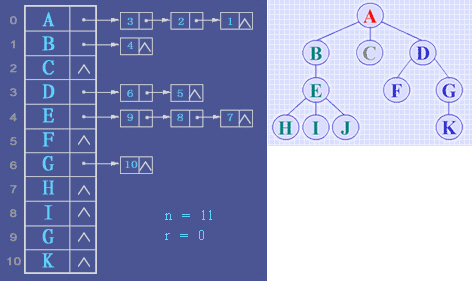 0 A 3 2 1
1 B 4
2 C
3 D 6 5
4 E 9 8 7
5 F
6 G 10
7 H
8 I
9 G
10 K
n = 11
r = 0
A
B C D
E F G
H I J K